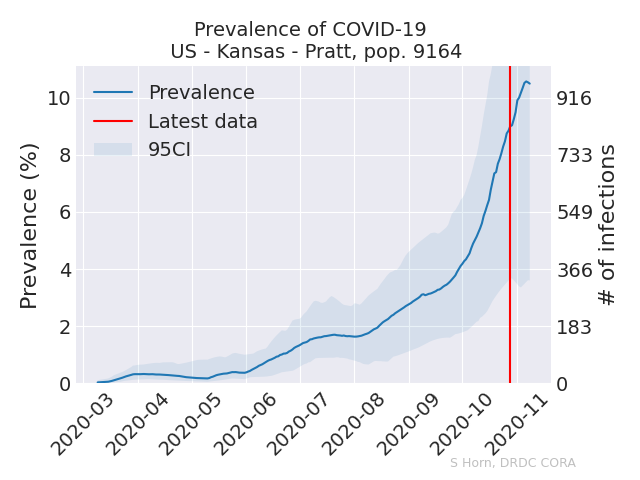 Prevalence of COVID-19
US - Kansas - Pratt, pop. 9164
Prevalence
Latest data
95CI
Prevalence (%)
10
8
6
4
2
0
916
733
549
366
183
0
# of infections
2020-03
2020-04
2020-05
2020-06
2020-07
2020-08
2020-09
2020-10
2020-11
S Horn, DRDC CORA